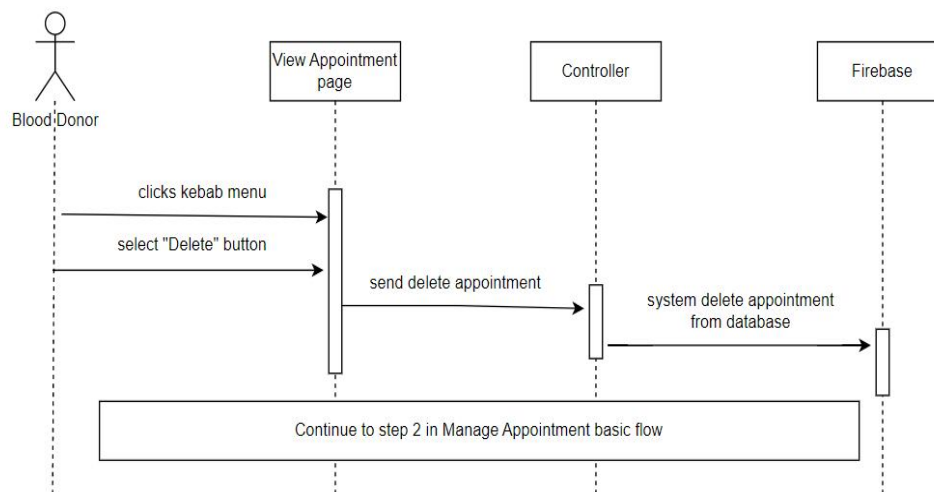 View Appointment
page
Controller
Firebase
Blood Donor
clicks kebab menu
select "Delete" button
send delete appointment
system delete appointment
from database
Continue to step 2 in Manage Appointment basic flow